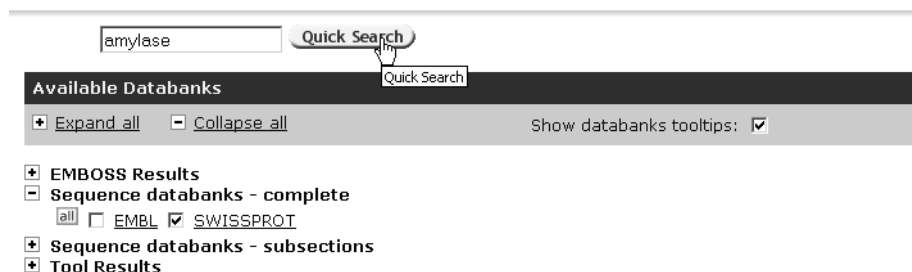 amylase Quick Search
Quick Search
Available Databanks
Expand all Collapse all Show databanks tooltips:
EMBOSS Results
Sequence databanks - complete
all EMBL SWISSPROT
Sequence databanks - subsections
Tool Results